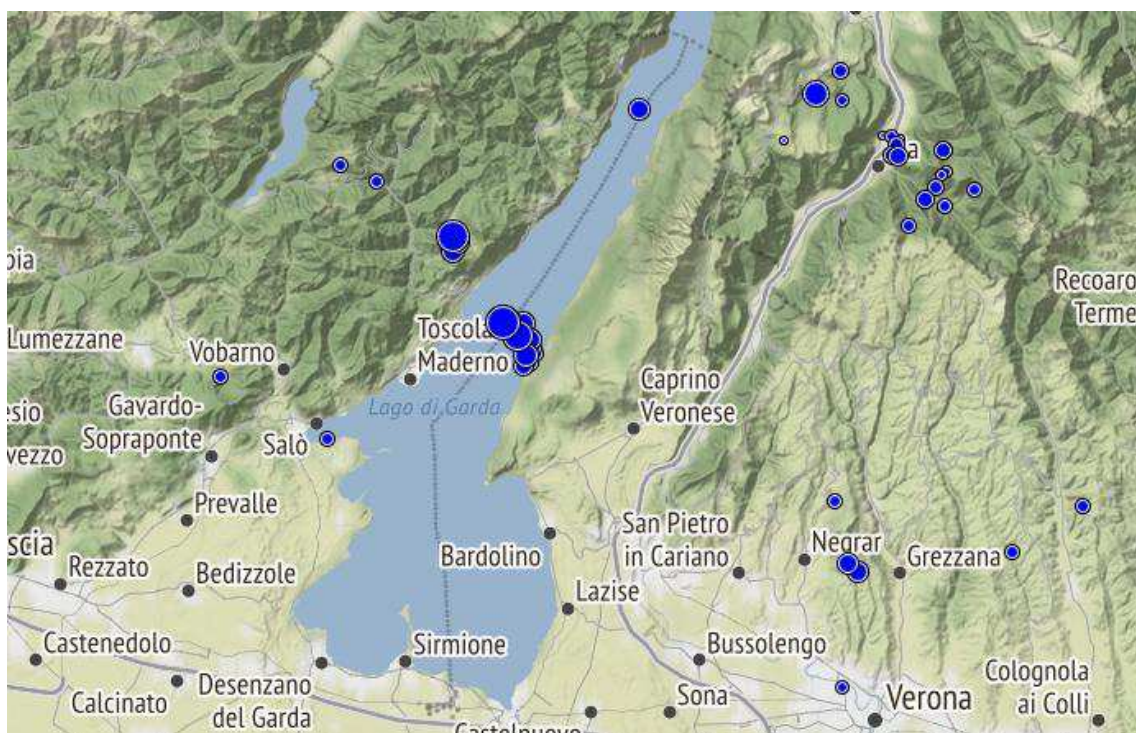 Recoaro
Terme
Lumezzane
Toscola
Maderno
Vobarno
Lago di Garda
Caprino
Veronese
Gavardo-
Sopraponte
Salò
Prevalle
San Pietro
in Cariano
Negrar
Bardolino
Grezzana
Rezzato
Bedizzole
Lazise
Castenedolo
Sirmione
Bussolengo
Calcinato
Desenzano
del Garda
Sona
Verona
Colognola
ai Colli